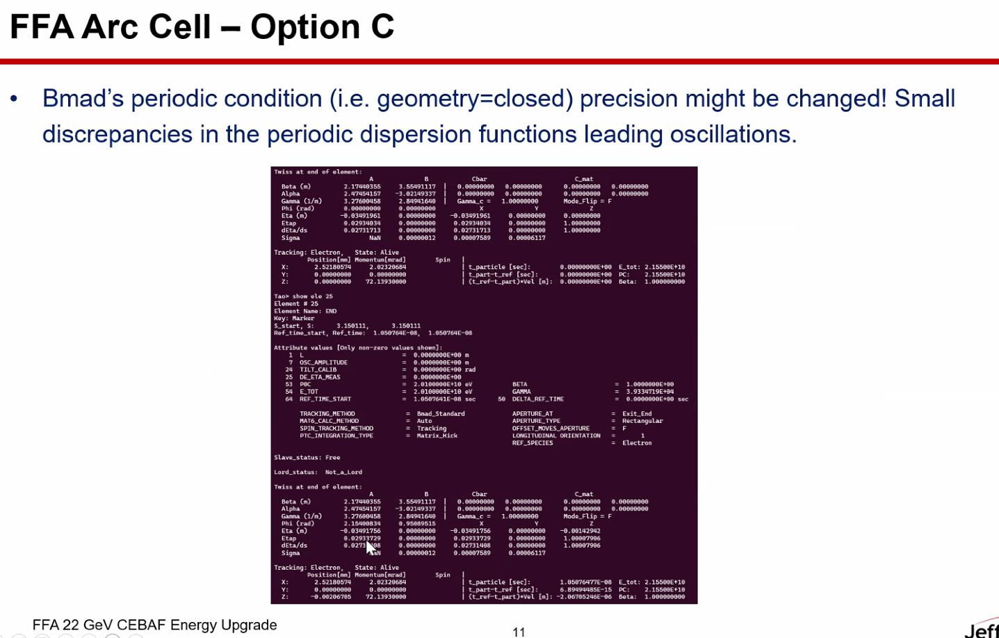 FFA Arc Cell – Option C
• Bmad's periodic condition (i.e. geometry=closed) precision might be changed! Small
discrepancies in the periodic dispersion functions leading oscillations.
Twiss at end of element:
A B Cbar C_mat
Beta (m) 2.17440355 3.55491117 | 0.00000000 0.00000000 0.00000000 0.00000000
Alpha 2.47454157 -3.02149337 | 0.00000000 0.00000000 0.00000000 0.00000000
Gamma (1/m) 3.27600458 2.84941640 | Gamma_c = 1.00000000 Mode_Flip = F
Phi (rad) 0.00000000 0.00000000 X Y Z
Eta (m) -0.03491961 0.00000000 -0.03491961 0.00000000 0.00000000
Etap 0.02934034 0.00000000 0.02934034 0.00000000 1.00000000
dEta/ds 0.02731713 0.00000000 0.02731713 0.00000000 1.00000000
Sigma NaN 0.00000012 0.00007589 0.00006117
Tracking: Electron, State: Alive
Position[mm] Momentum[mrad] Spin |
X: 2.52180574 2.02320684 | t_particle [sec]: 0.00000000E+00 E_tot: 2.15500E+10
Y: 0.00000000 0.00000000 | t_part-t_ref [sec]: 0.00000000E+00 PC: 2.15500E+10
Z: 0.00000000 72.13930000 | (t_ref-t_part)*Vel [m]: 0.00000000E+00 Beta: 1.000000000
Tao> show ele 25
Element # 25
Element Name: END
Key: Marker
S_start, S: 3.150111, 3.150111
Ref_time_start, Ref_time: 1.050764E-08, 1.050764E-08
Attribute values [Only non-zero values shown]:
1 L = 0.0000000E+00 m
7 OSC_AMPLITUDE = 0.0000000E+00 m
24 TILT_CALIB = 0.0000000E+00 rad
25 DE_ETA_MEAS = 0.0000000E+00
53 P0C = 2.0100000E+10 eV BETA = 1.0000000E+00
54 E_TOT = 2.0100000E+10 eV GAMMA = 3.9334719E+04
64 REF_TIME_START = 1.0507641E-08 sec 50 DELTA_REF_TIME = 0.0000000E+00 sec
TRACKING_METHOD = Bmad_Standard APERTURE_AT = Exit_End
MAT6_CALC_METHOD = Auto APERTURE_TYPE = Rectangular
SPIN_TRACKING_METHOD = Tracking OFFSET_MOVES_APERTURE = F
PTC_INTEGRATION_TYPE = Matrix_Kick LONGITUDINAL ORIENTATION = 1
REF_SPECIES = Electron
Slave_status: Free
Lord_status: Not_a_Lord
Twiss at end of element:
A B Cbar C_mat
Beta (m) 2.17440355 3.55491117 | 0.00000000 0.00000000 0.00000000 0.00000000
Alpha 2.47454157 -3.02149337 | 0.00000000 0.00000000 0.00000000 0.00000000
Gamma (1/m) 3.27600458 2.84941640 | Gamma_c = 1.00000000 Mode_Flip = F
Phi (rad) 2.15400834 0.95089515 X Y Z
Eta (m) -0.03491756 0.00000000 -0.03491756 0.00000000 -0.00142942
Etap 0.02933729 0.00000000 0.02933729 0.00000000 1.00007906
dEta/ds 0.00000000 0.02731408 0.00000000 1.00007906
Sigma 0.00000012 0.00007589 0.00006117
Tracking: Electron, State: Alive
Position[mm] Momentum[mrad] Spin |
X: 2.52180574 2.02320684 | t_particle [sec]: 1.05076477E-08 E_tot: 2.15500E+10
Y: 0.00000000 0.00000000 | t_part-t_ref [sec]: 6.89494485E-15 PC: 2.15500E+10
Z: -0.00206705 72.13930000 | (t_ref-t_part)*Vel [m]: -2.06705246E-06 Beta: 1.000000000
FFA 22 GeV CEBAF Energy Upgrade
11
Jeff